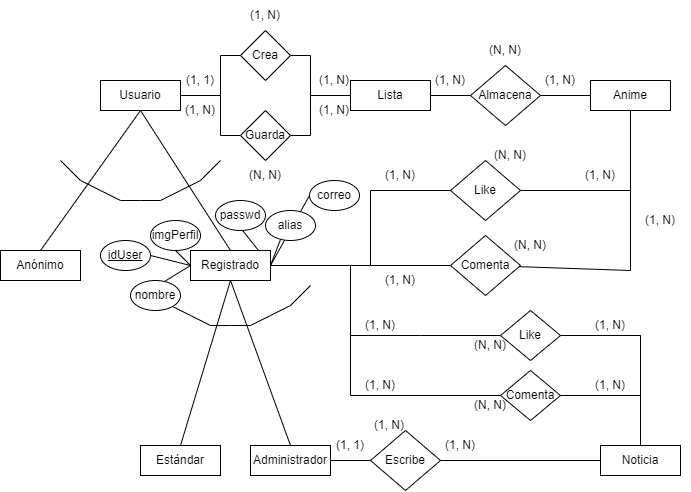 (1, N)
Crea
(N, N)
Usuario
(1, 1)
(1, N)
Lista
(1, N)
Almacena
(1, N)
Anime
(1, N)
Guarda
(1, N)
(N, N)
(N, N)
(1, N)
Like
(1, N)
correo
passwd
alias
(1, N)
imgPerfil
idUser
(N, N)
Anónimo
Registrado
Comenta
(1, N)
nombre
(1, N)
Like
(1, N)
(N, N)
(1, N)
Comenta
(1, N)
(N, N)
(1, N)
(1, 1)
(1, N)
Estándar
Administrador
Escribe
Noticia